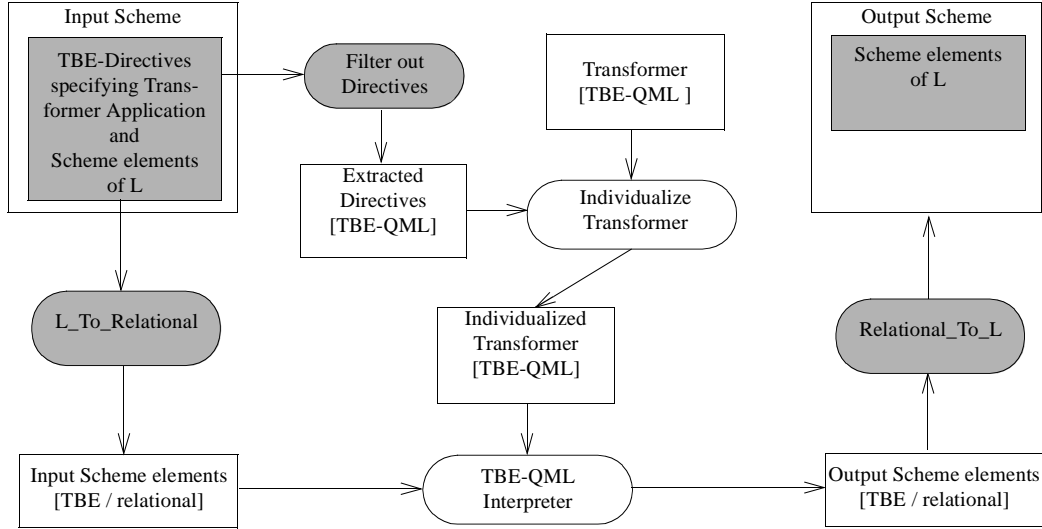 Input Scheme
TBE-Directives
specifying Trans-
former Application
and
Scheme elements
of L
Filter out
Directives
Transformer
[TBE-QML ]
Output Scheme
Scheme elements
of L
Extracted
Directives
[TBE-QML]
Individualize
Transformer
L_To_Relational
Individualized
Transformer
[TBE-QML]
Relational_To_L
Input Scheme elements
[TBE / relational]
TBE-QML
Interpreter
Output Scheme elements
[TBE / relational]